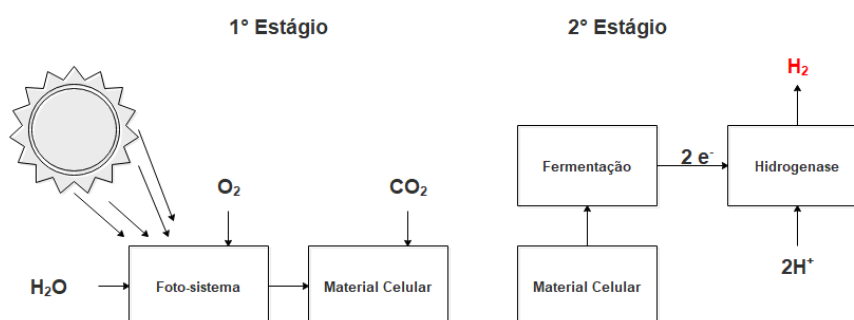 1° Estágio
2° Estágio
H₂
O₂
CO₂
Fermentação
2 e⁻
Hidrogenase
H₂O
Foto-sistema
Material Celular
Material Celular
2H⁺